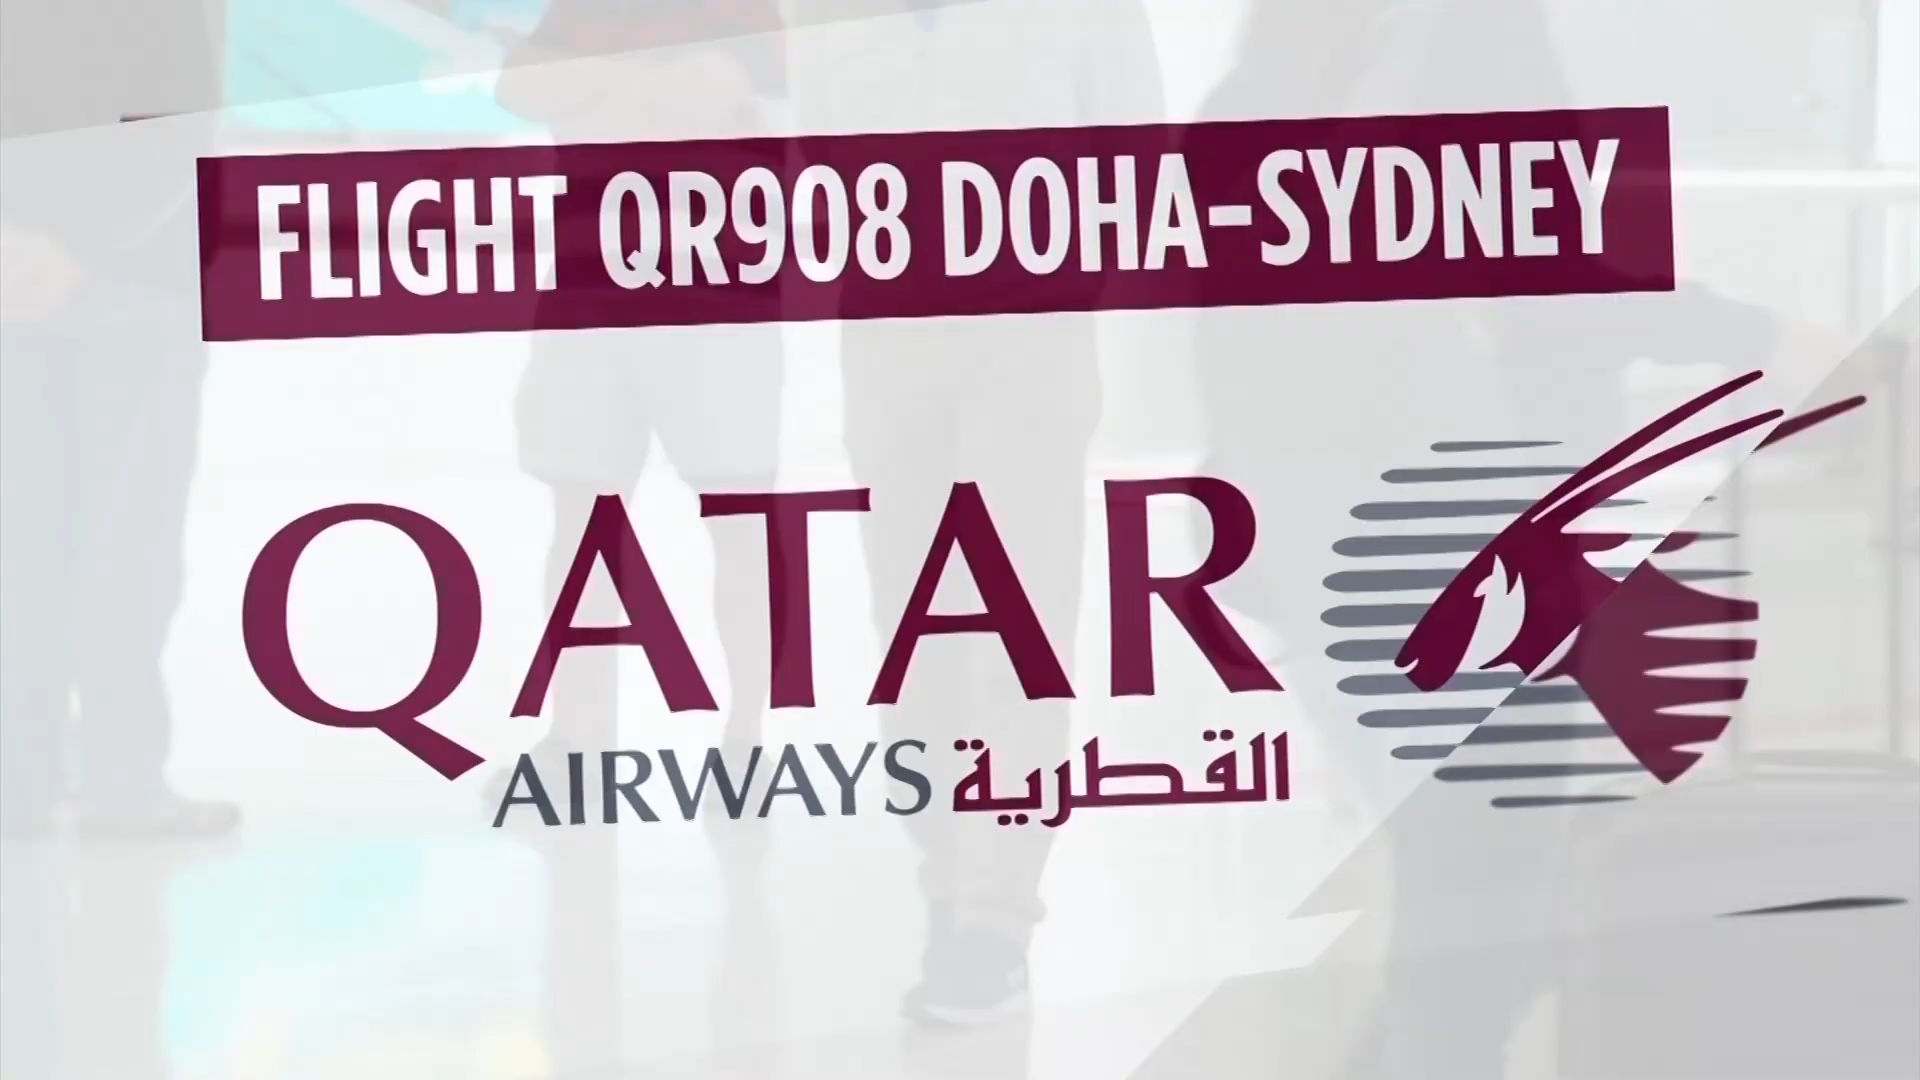 FLIGHT QR908 DOHA-SYDNEY
QATAR
AIRWAYS القطرية